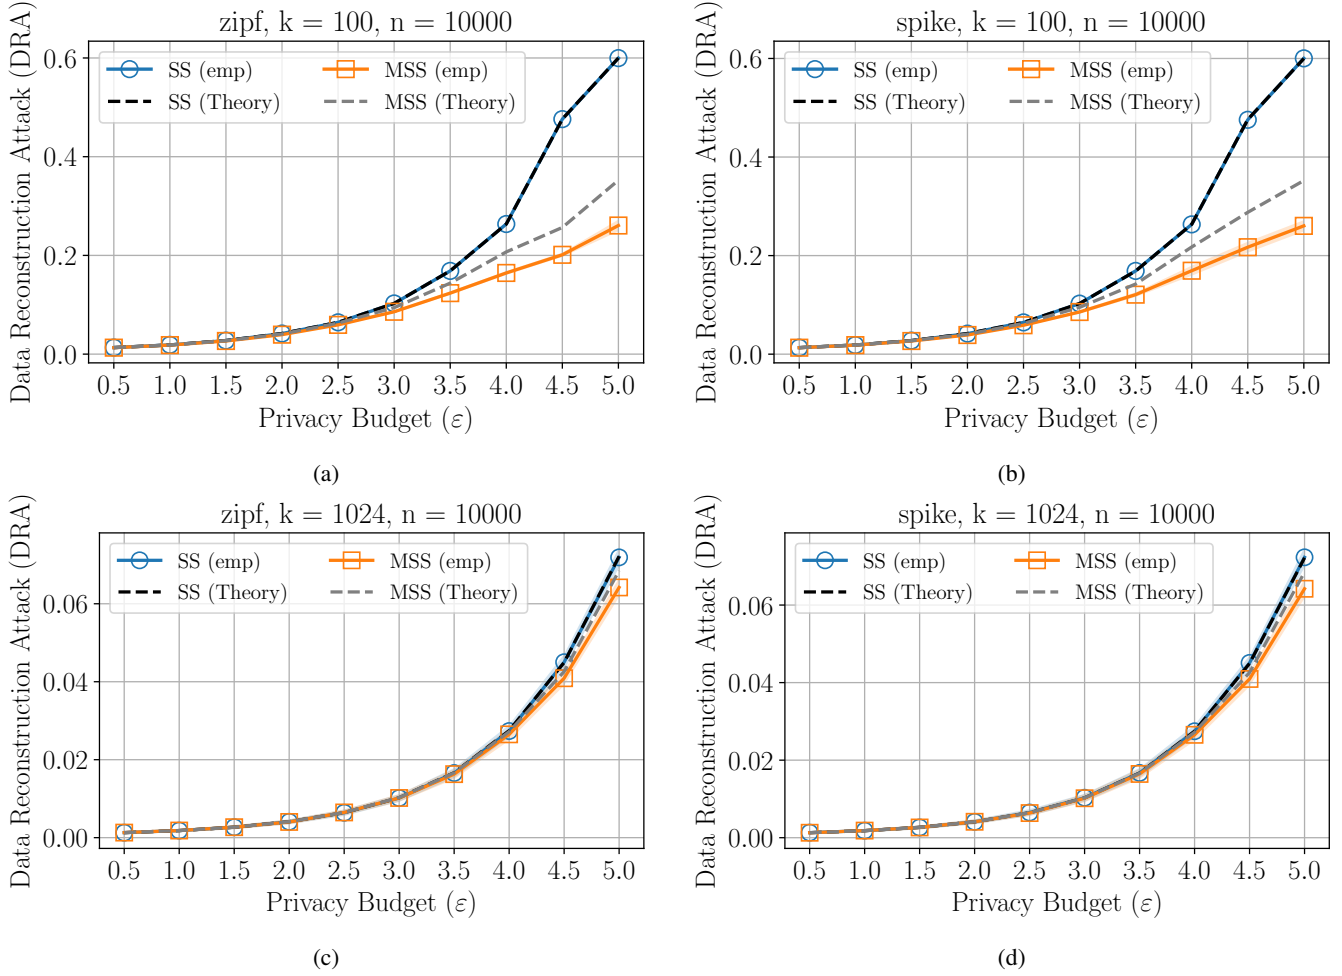 zipf, k = 100, n = 10000
Data Reconstruction Attack (DRA)
SS (emp)
SS (Theory)
MSS (emp)
MSS (Theory)
0.6
0.4
0.2
0.0
0.5 1.0 1.5 2.0 2.5 3.0 3.5 4.0 4.5 5.0
Privacy Budget (ε)
(a)
spike, k = 100, n = 10000
Data Reconstruction Attack (DRA)
SS (emp)
SS (Theory)
MSS (emp)
MSS (Theory)
0.6
0.4
0.2
0.0
0.5 1.0 1.5 2.0 2.5 3.0 3.5 4.0 4.5 5.0
Privacy Budget (ε)
(b)
zipf, k = 1024, n = 10000
Data Reconstruction Attack (DRA)
SS (emp)
SS (Theory)
MSS (emp)
MSS (Theory)
0.06
0.04
0.02
0.00
0.5 1.0 1.5 2.0 2.5 3.0 3.5 4.0 4.5 5.0
Privacy Budget (ε)
(c)
spike, k = 1024, n = 10000
Data Reconstruction Attack (DRA)
SS (emp)
SS (Theory)
MSS (emp)
MSS (Theory)
0.06
0.04
0.02
0.00
0.5 1.0 1.5 2.0 2.5 3.0 3.5 4.0 4.5 5.0
Privacy Budget (ε)
(d)